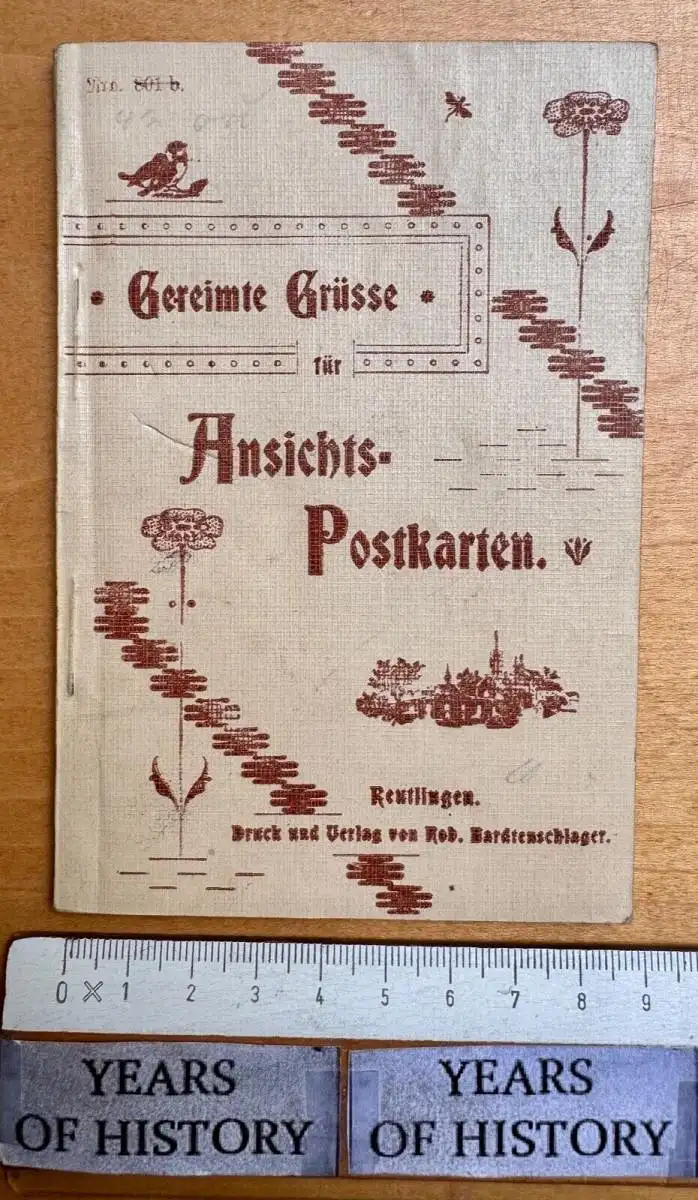 Nro. 801 b.
Gereimte Grüsse
für
Ansichts-
Postkarten.
Reutlingen.
Druck und Verlag von Rob. Bardtenschlager.
0 1 2 3 4 5 6 7 8 9
YEARS YEARS
OF HISTORY OF HISTORY